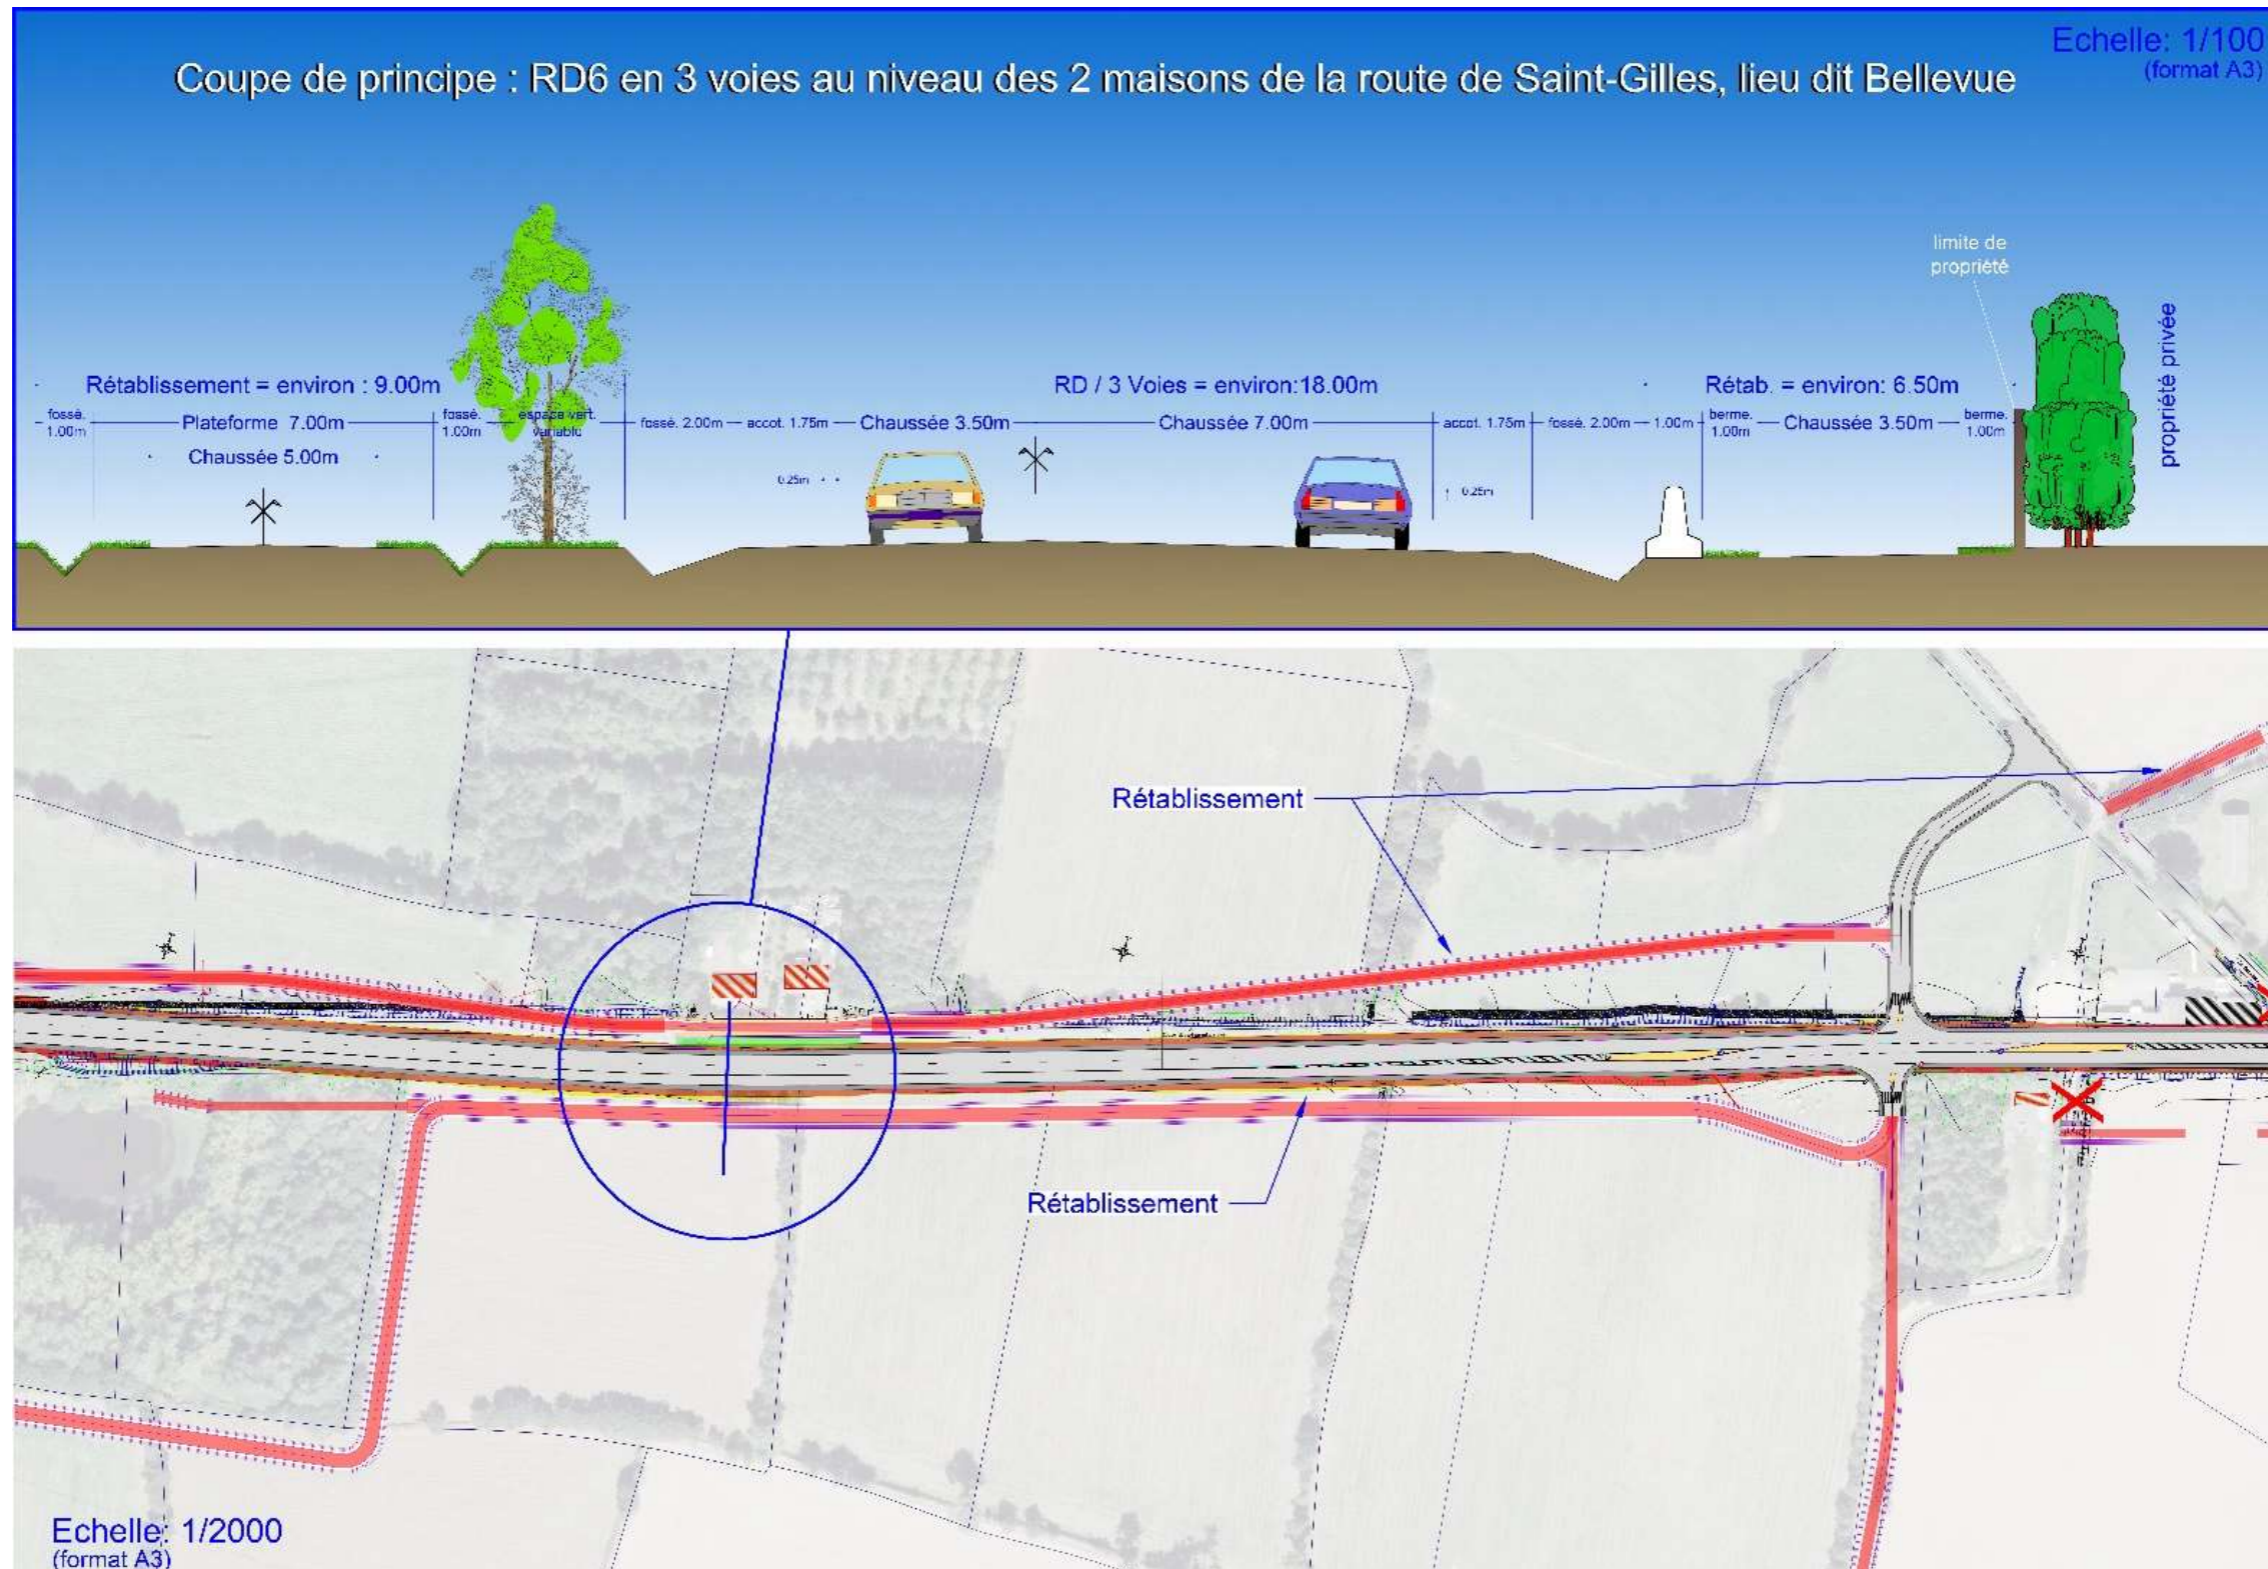 Echelle: 1/100
(format A3)
Coupe de principe : RD6 en 3 voies au niveau des 2 maisons de la route de Saint-Gilles, lieu dit Bellevue
limite de
propriété
propriété privée
Rétablissement = environ : 9.00m
RD / 3 Voies = environ:18.00m
Rétab. = environ: 6.50m
fossé.
1.00m
Plateforme 7.00m
Chaussée 5.00m
fossé.
1.00m
espace vert.
variable
fossé. 2.00m
accot. 1.75m
Chaussée 3.50m
Chaussée 7.00m
accot. 1.75m
fossé. 2.00m
1.00m
berme.
1.00m
Chaussée 3.50m
berme.
1.00m
0.25m
0.25m
Rétablissement
Rétablissement
Echelle: 1/2000
(format A3)